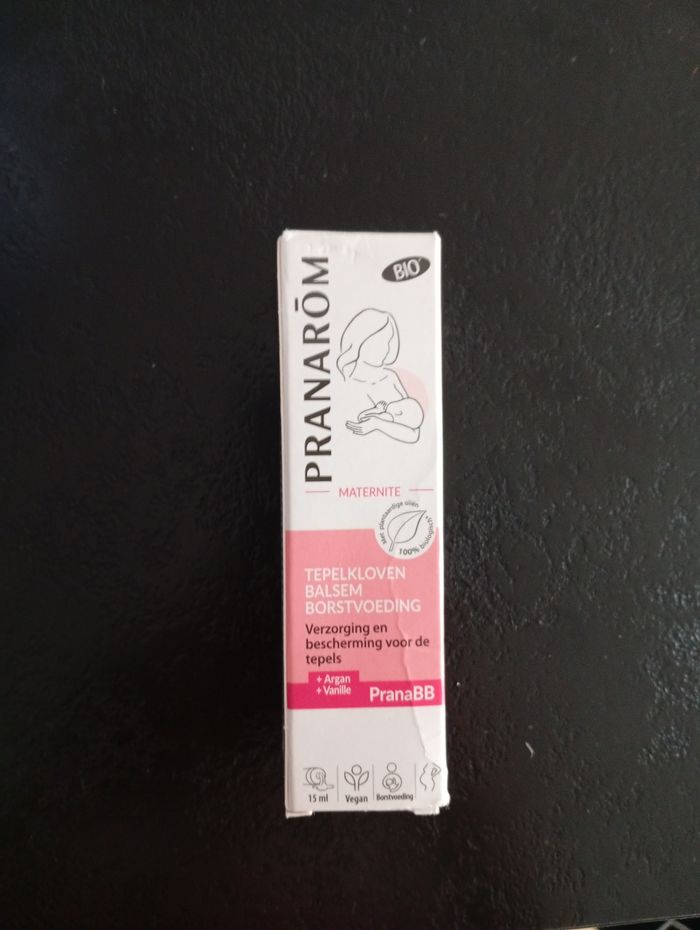 PRANARŌM
BIO
MATERNITE
Met plantaardige oliën
100% biologisch*
TEPELKLOVEN
BALSEM
BORSTVOEDING
Verzorging en
bescherming voor de
tepels
+ Argan
+ Vanille
PranaBB
15 ml
Vegan
Borstvoeding